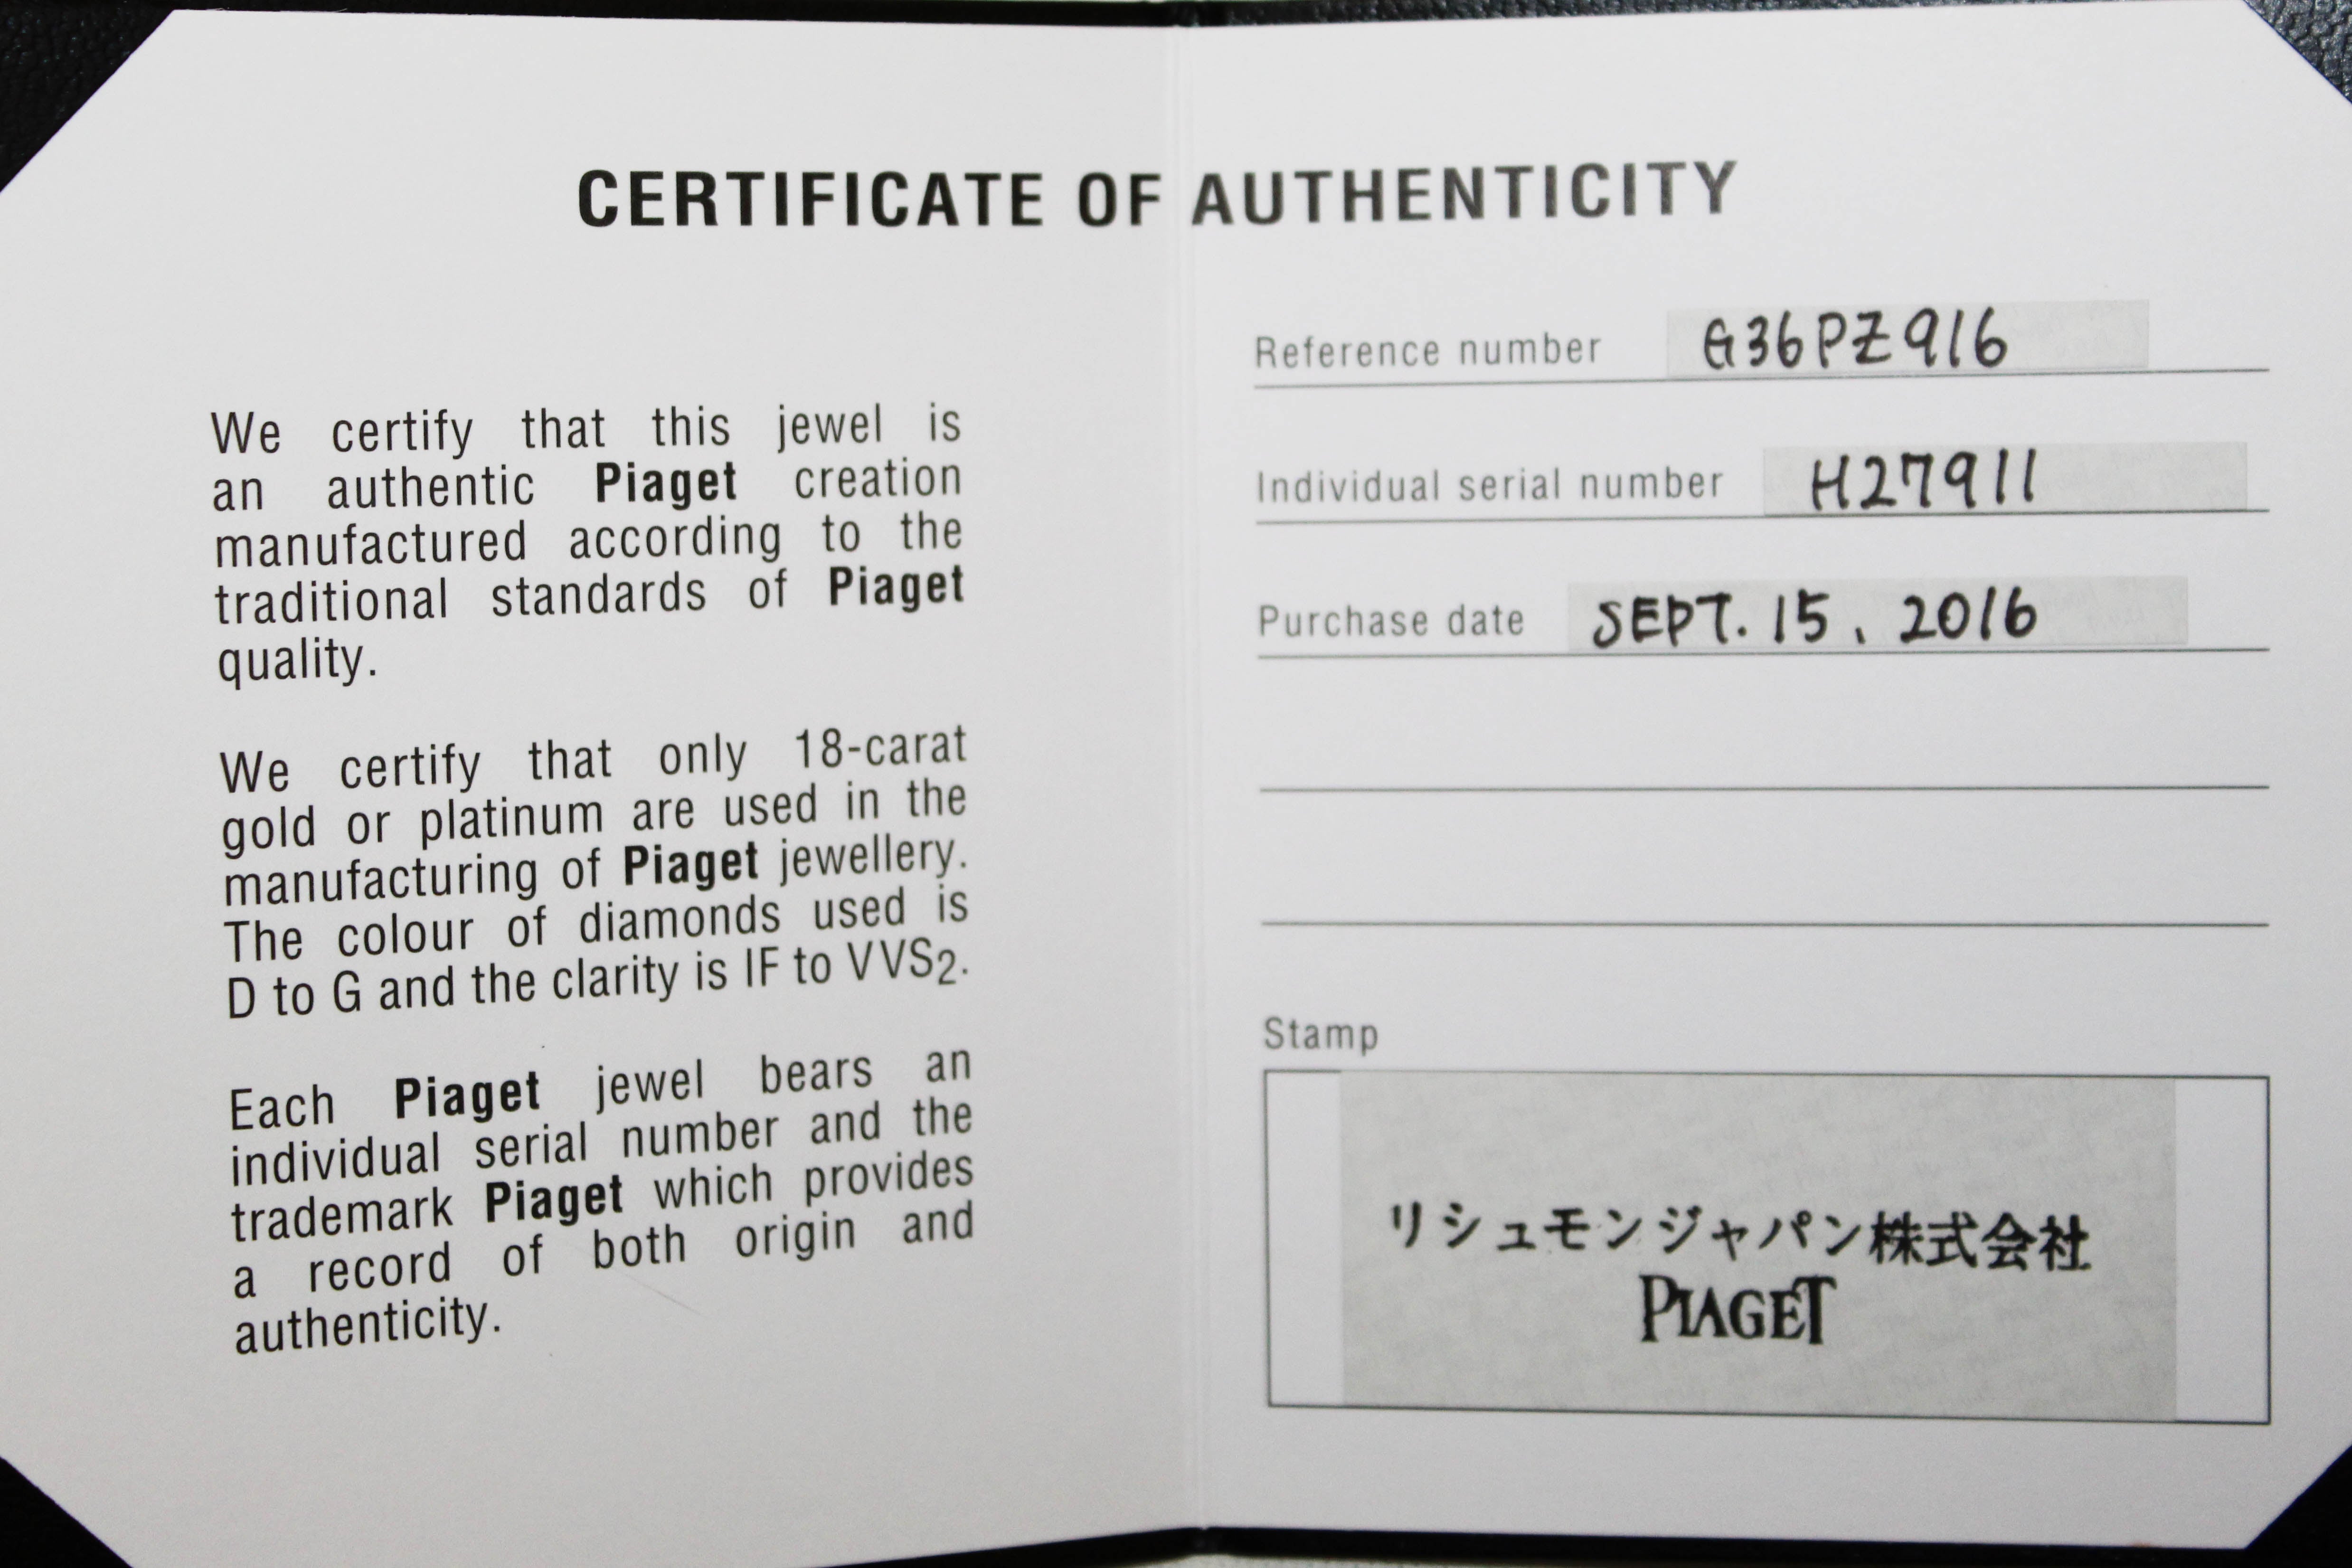 CERTIFICATE OF AUTHENTICITY
We certify that this jewel is
an authentic Piaget creation
manufactured according to the
traditional standards of Piaget
quality.
We certify that only 18-carat
gold or platinum are used in the
manufacturing of Piaget jewellery.
The colour of diamonds used is
D to G and the clarity is IF to VVS2.
Each Piaget jewel bears an
individual serial number and the
trademark Piaget which provides
a record of both origin and
authenticity.
Reference number G36PZ916
Individual serial number H27911
Purchase date SEPT. 15, 2016
Stamp
リシュモンジャパン株式会社
PIAGET